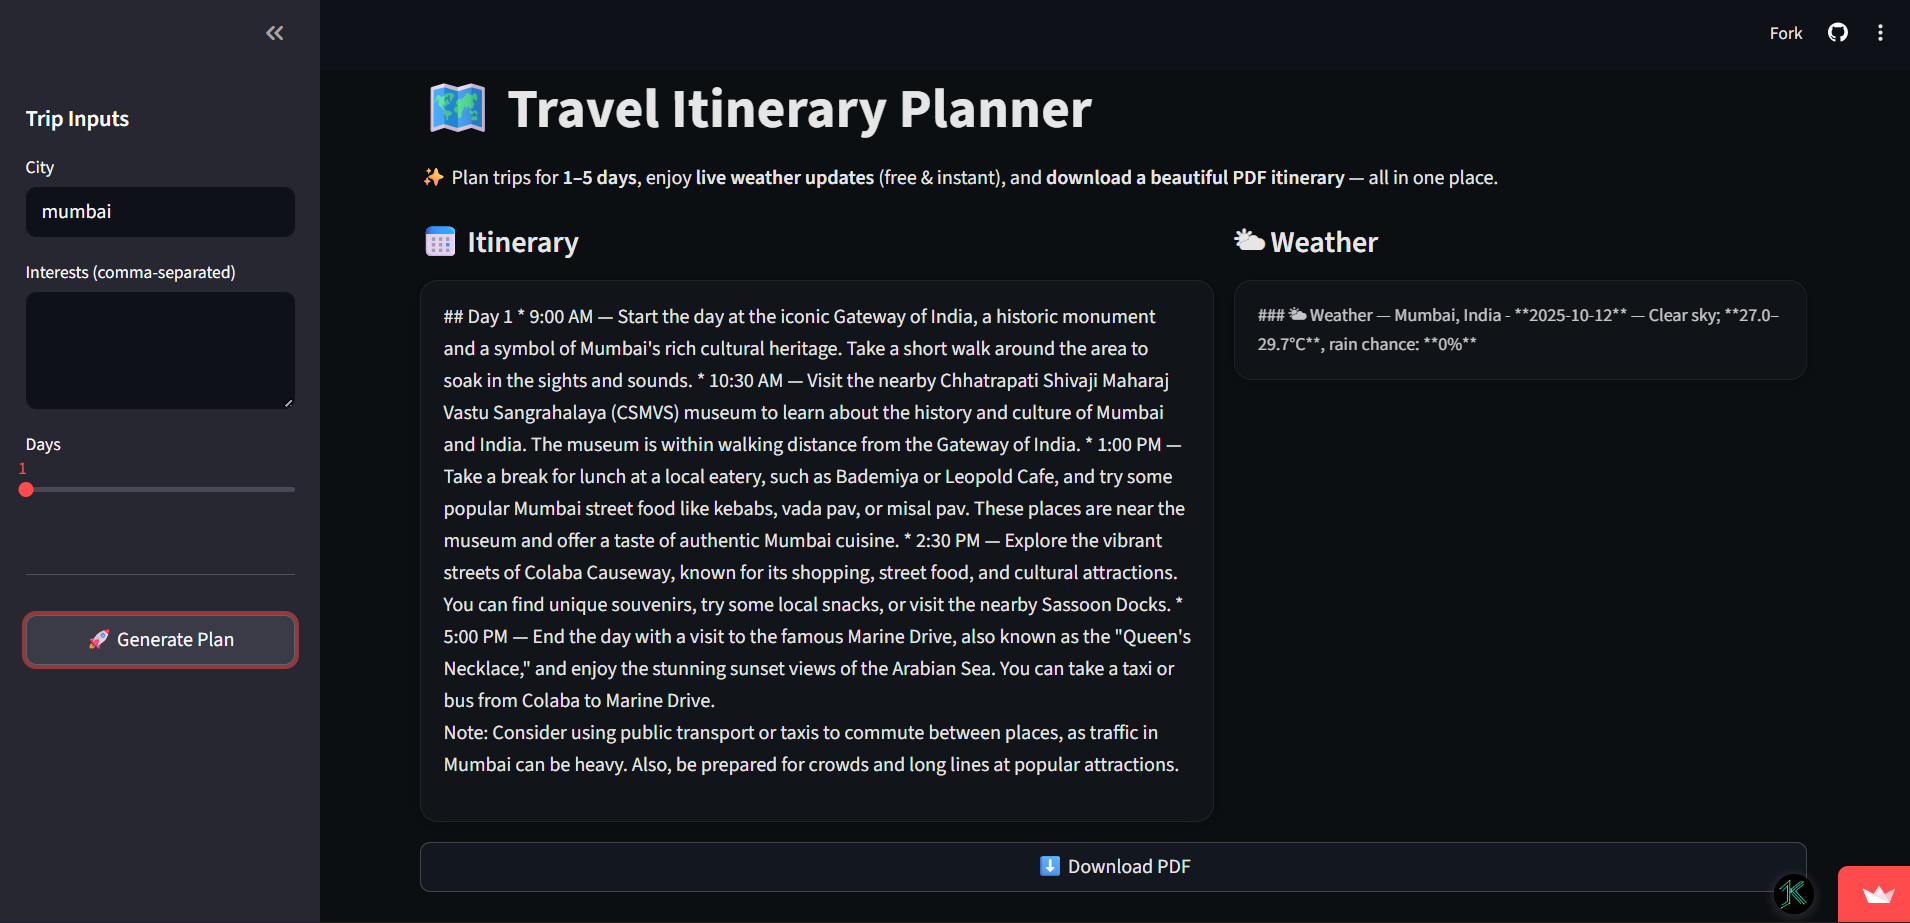 Fork
Trip Inputs
City
mumbai
Interests (comma-separated)
Days
1
🚀 Generate Plan
🗺️ Travel Itinerary Planner
✨ Plan trips for 1–5 days, enjoy live weather updates (free & instant), and download a beautiful PDF itinerary — all in one place.
🗓️ Itinerary
## Day 1 * 9:00 AM — Start the day at the iconic Gateway of India, a historic monument
and a symbol of Mumbai's rich cultural heritage. Take a short walk around the area to
soak in the sights and sounds. * 10:30 AM — Visit the nearby Chhatrapati Shivaji Maharaj
Vastu Sangrahalaya (CSMVS) museum to learn about the history and culture of Mumbai
and India. The museum is within walking distance from the Gateway of India. * 1:00 PM —
Take a break for lunch at a local eatery, such as Bademiya or Leopold Cafe, and try some
popular Mumbai street food like kebabs, vada pav, or misal pav. These places are near the
museum and offer a taste of authentic Mumbai cuisine. * 2:30 PM — Explore the vibrant
streets of Colaba Causeway, known for its shopping, street food, and cultural attractions.
You can find unique souvenirs, try some local snacks, or visit the nearby Sassoon Docks. *
5:00 PM — End the day with a visit to the famous Marine Drive, also known as the "Queen's
Necklace," and enjoy the stunning sunset views of the Arabian Sea. You can take a taxi or
bus from Colaba to Marine Drive.
Note: Consider using public transport or taxis to commute between places, as traffic in
Mumbai can be heavy. Also, be prepared for crowds and long lines at popular attractions.
🌥️ Weather
### 🌥️ Weather — Mumbai, India - **2025-10-12** — Clear sky; **27.0–
29.7°C**, rain chance: **0%**
⬇️ Download PDF